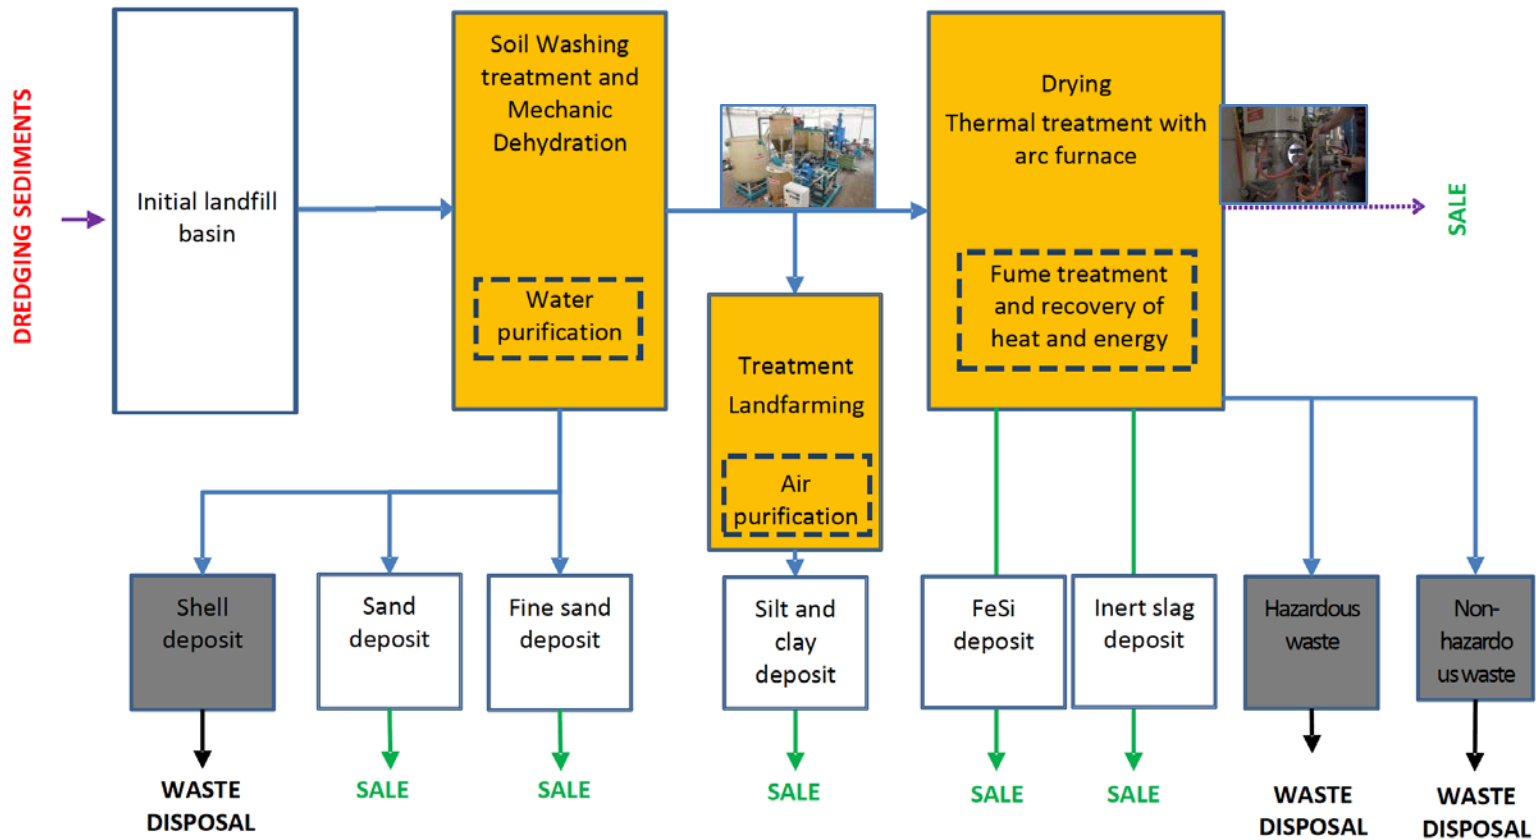 DREDGING SEDIMENTS
Initial landfill
basin
Soil Washing
treatment and
Mechanic
Dehydration
Water
purification
Treatment
Landfarming
Air
purification
Drying
Thermal treatment with
arc furnace
Fume treatment
and recovery of
heat and energy
SALE
Shell
deposit
Sand
deposit
Fine sand
deposit
Silt and
clay
deposit
FeSi
deposit
Inert slag
deposit
Hazardous
waste
Non-
hazardo
us waste
WASTE
DISPOSAL
SALE
SALE
SALE
SALE
SALE
WASTE
DISPOSAL
WASTE
DISPOSAL